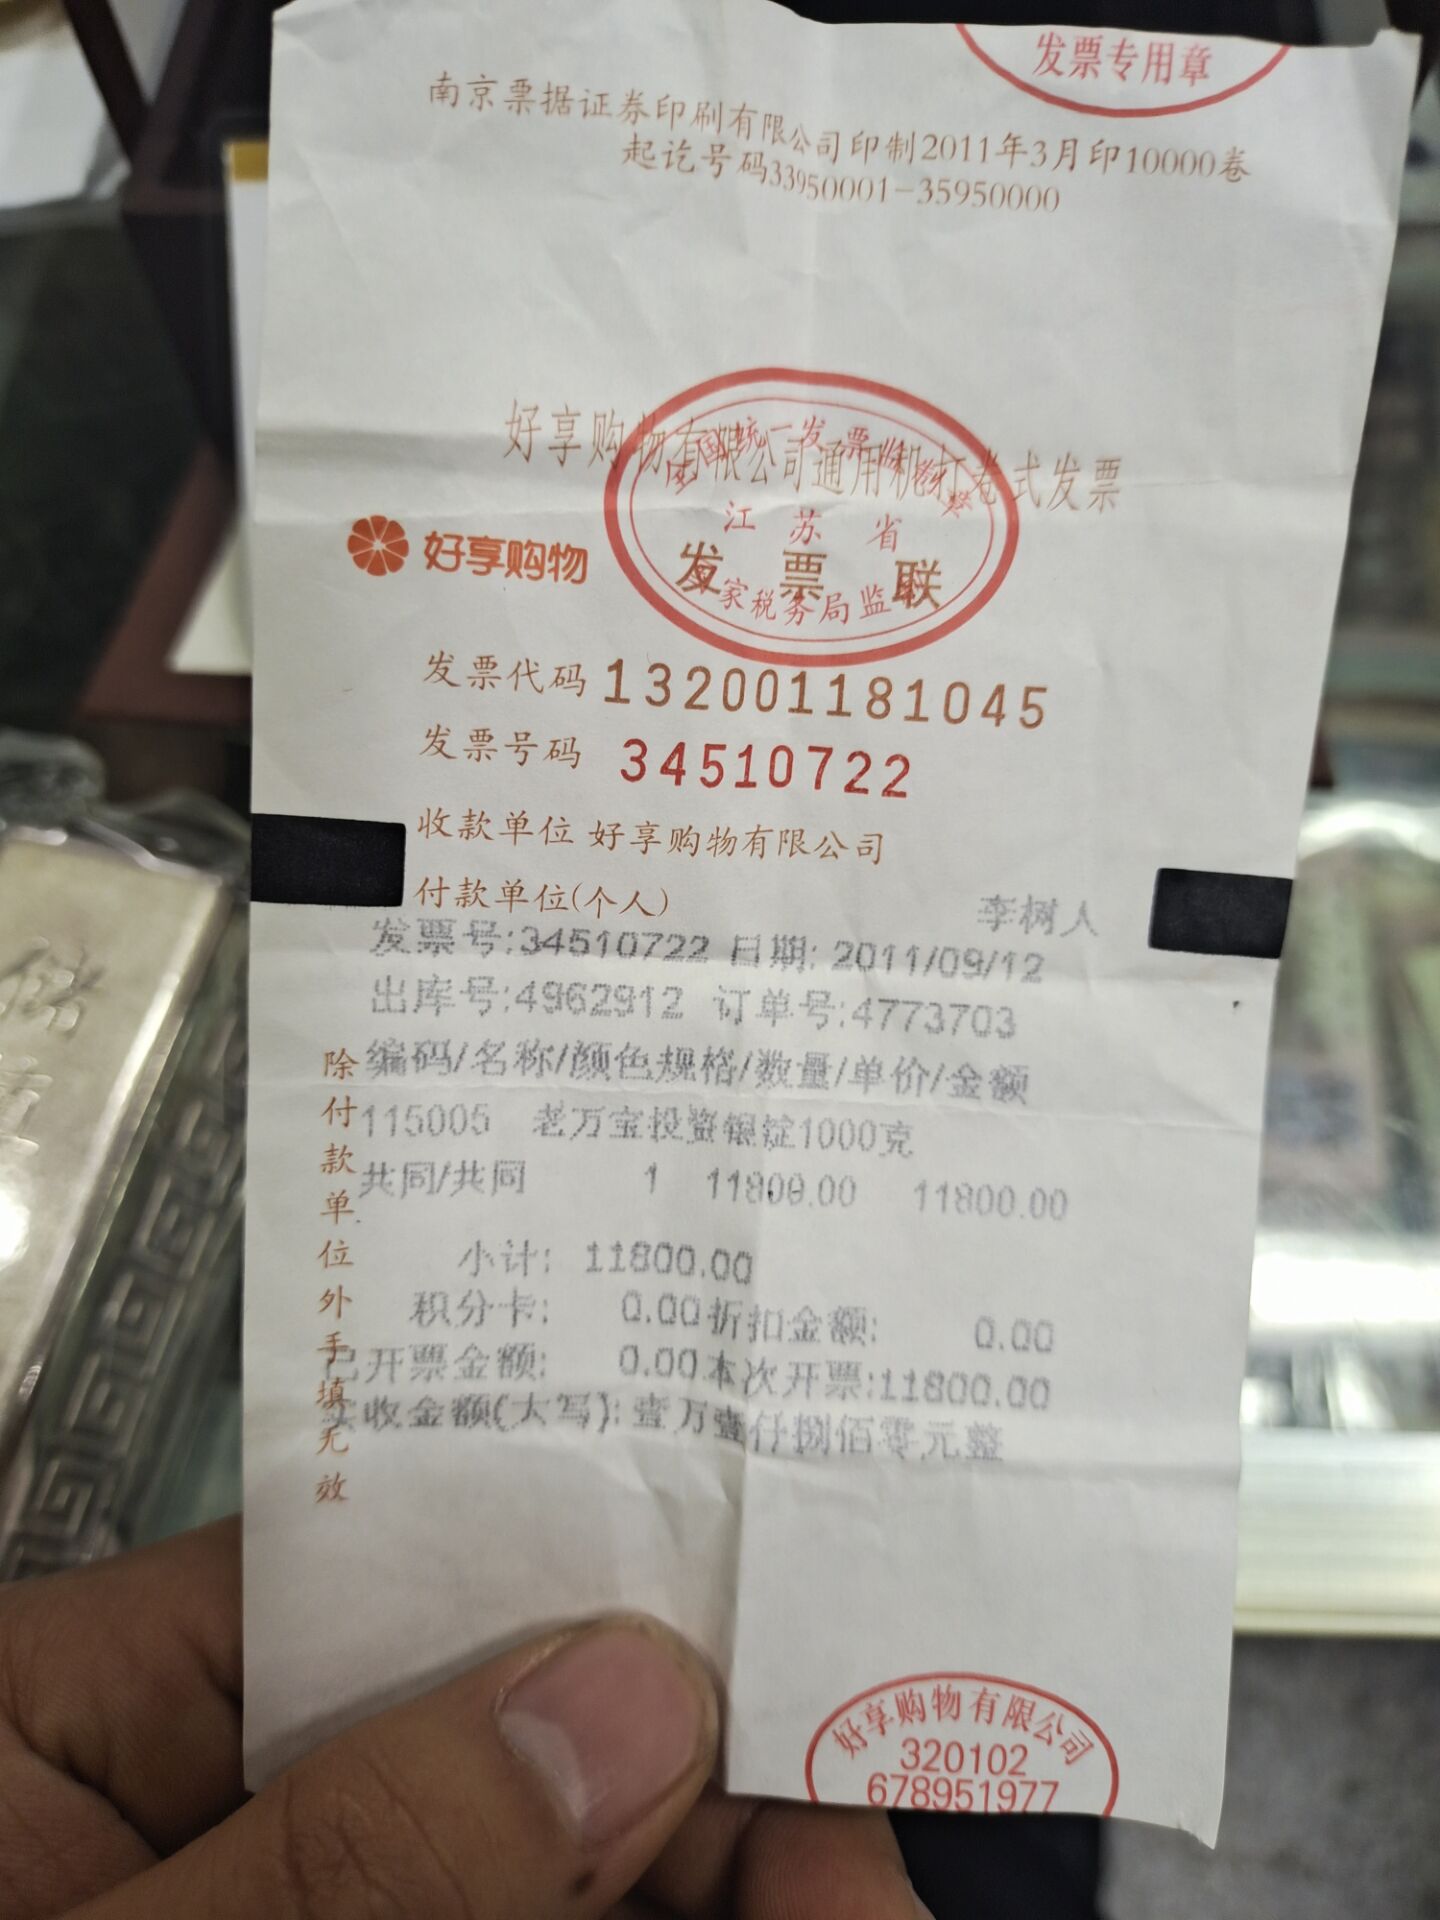 发票专用章
南京票据证券印刷有限公司印制2011年3月印10000卷
起讫号码33950001-35950000
好享购物有限公司通用机打卷式发票
全国统一发票监制章
江苏省
国家税务局监制
发票联
好享购物
发票代码 132001181045
发票号码 34510722
收款单位 好享购物有限公司
付款单位(个人) 李树人
发票号:34510722 日期: 2011/09/12
出库号:4962912 订单号:4773703
编码/名称/颜色规格/数量/单价/金额
115005 老万宝投资银锭1000克
共同/共同 1 11800.00 11800.00
小计: 11800.00
积分卡: 0.00 折扣金额: 0.00
已开票金额: 0.00 本次开票:11800.00
实收金额(大写): 壹万壹仟捌佰零元整
除付款单位外手填无效
好享购物有限公司
320102
678951977